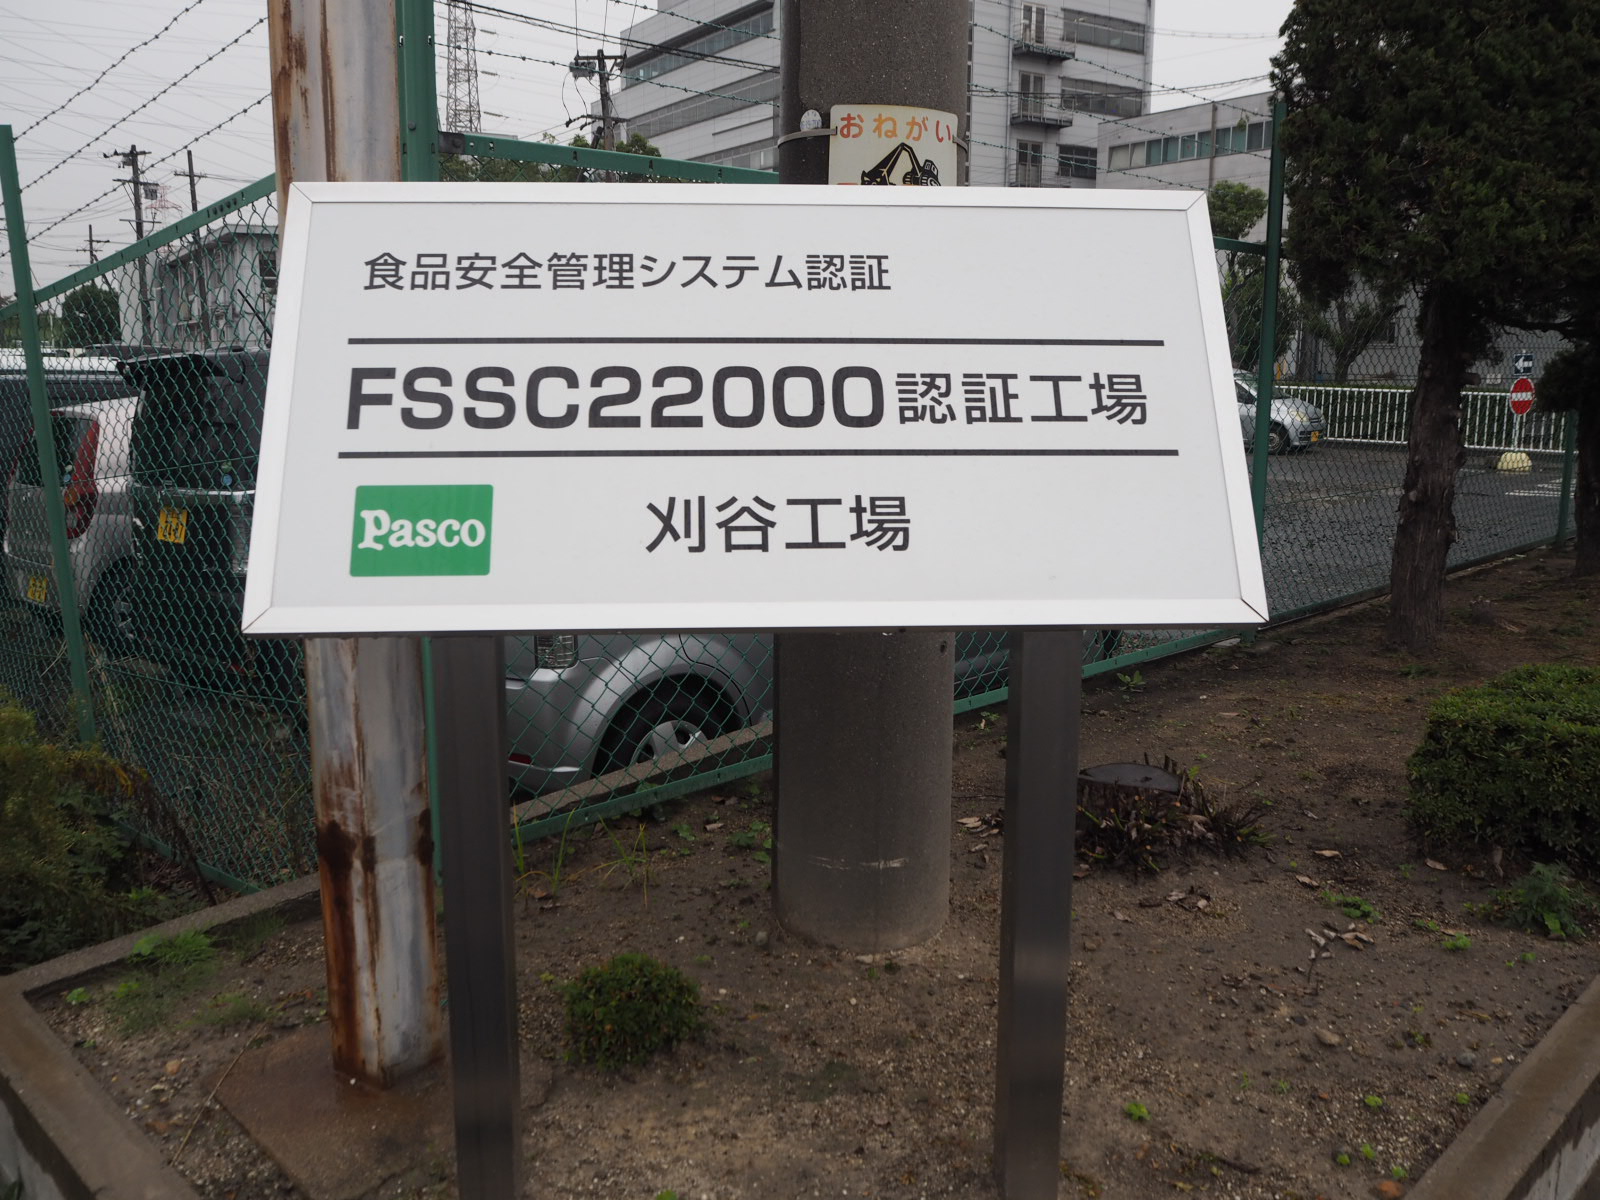 おねがい
食品安全管理システム認証
FSSC22000認証工場
Pasco
刈谷工場